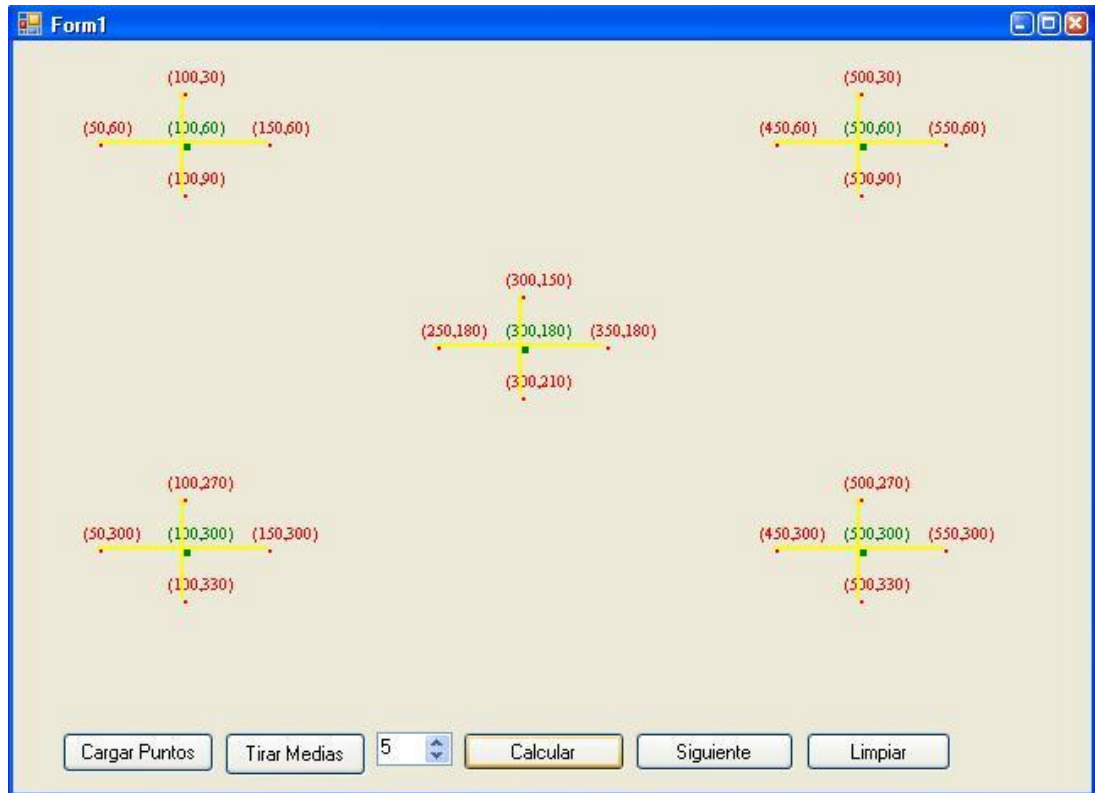 Form1
(100,30) (500,30)
(50,60) (100,60) (150,60) (450,60) (500,60) (550,60)
(100,90) (500,90)
(300,150)
(250,180) (300,180) (350,180)
(300,210)
(100,270) (500,270)
(50,300) (100,300) (150,300) (450,300) (500,300) (550,300)
(100,330) (500,330)
Cargar Puntos Tirar Medias 5 Calcular Siguiente Limpiar